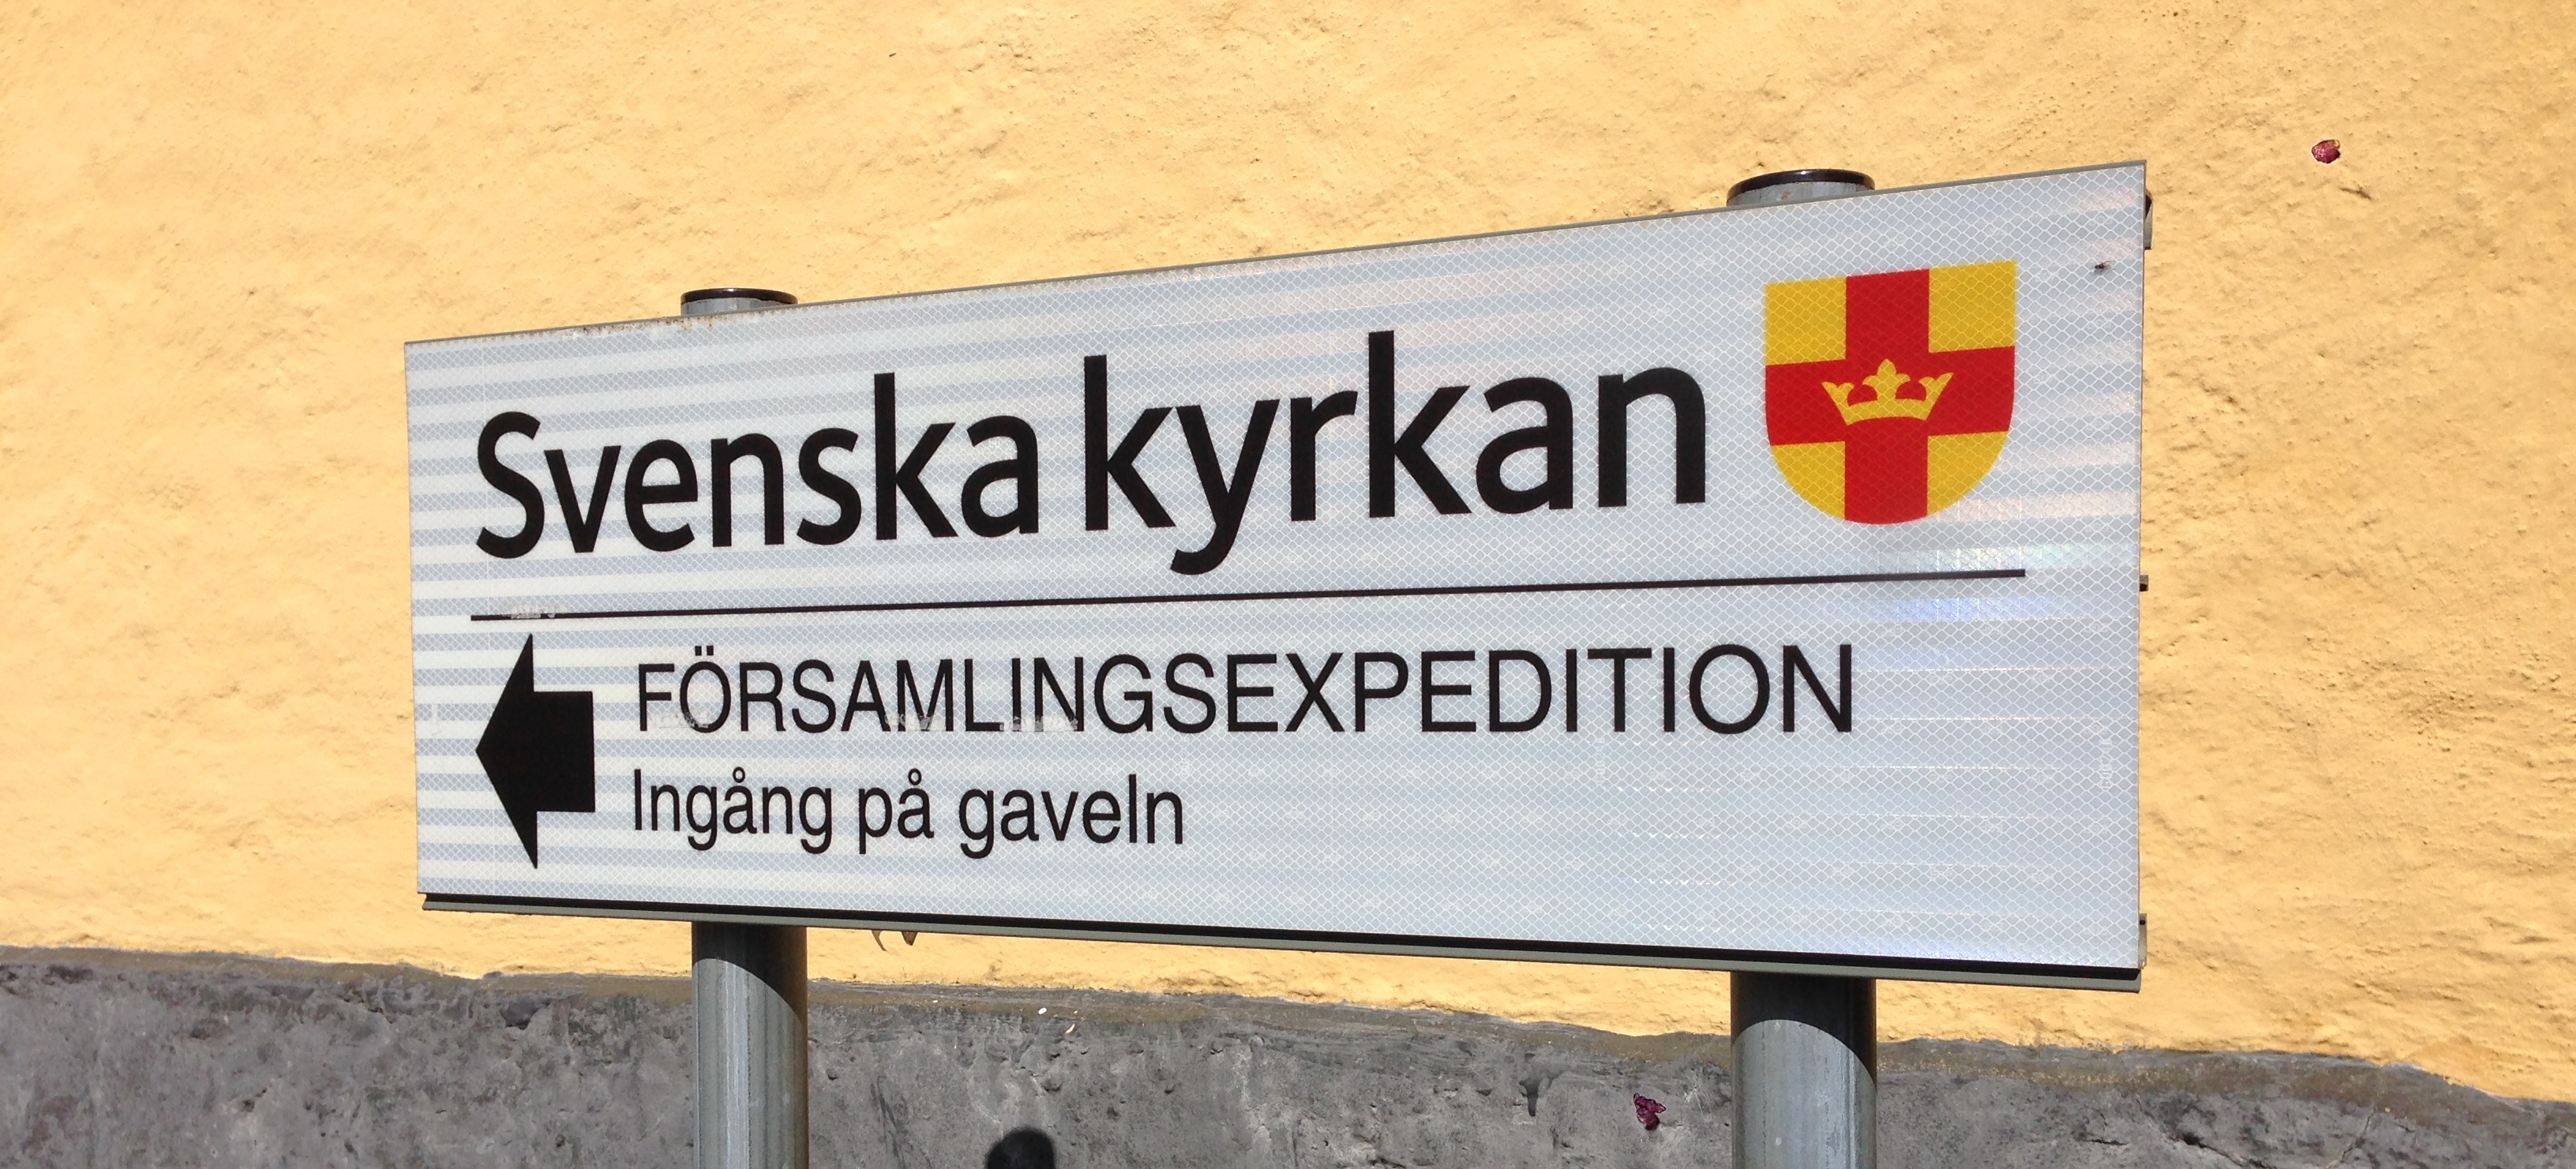 Svenska kyrkan
FÖRSAMLINGSEXPEDITION
Ingång på gaveln